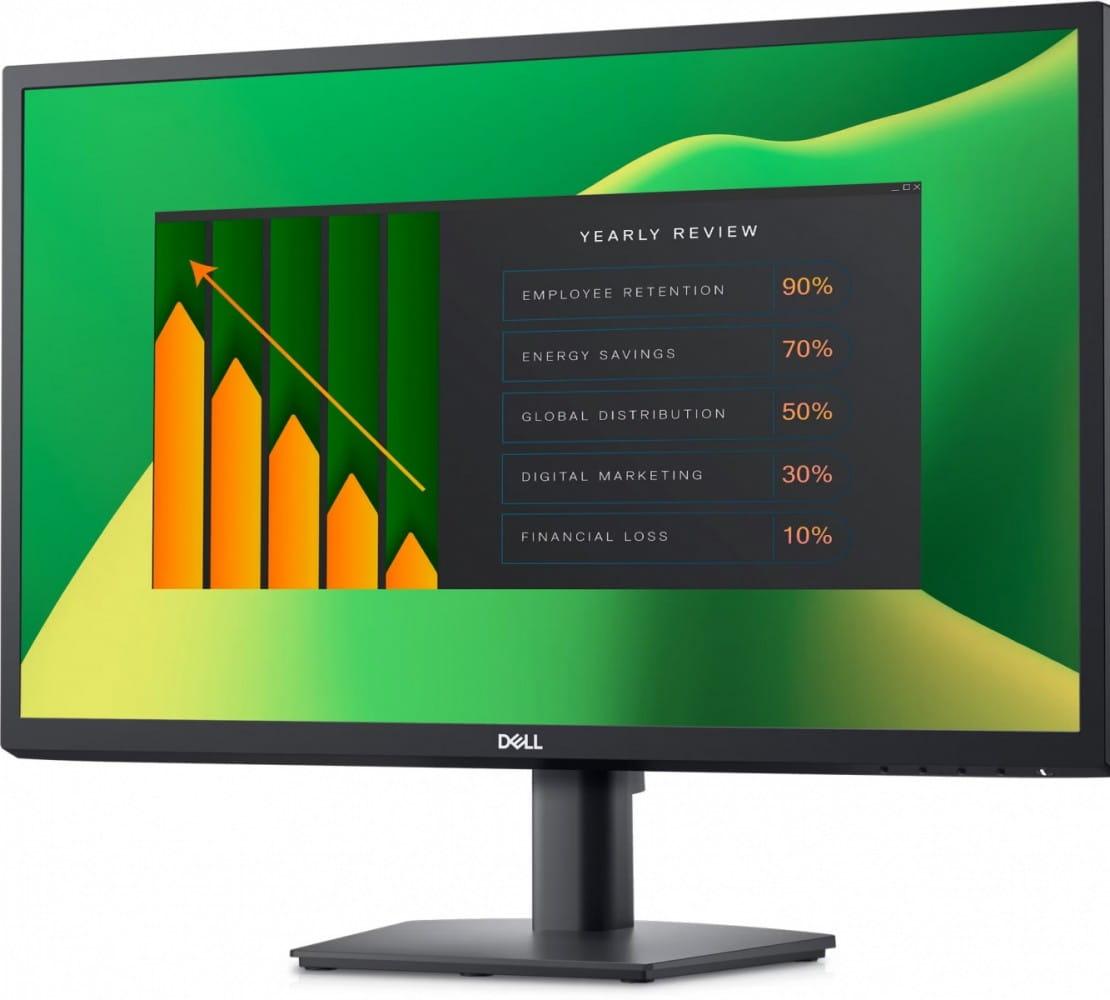 YEARLY REVIEW
EMPLOYEE RETENTION 90%
ENERGY SAVINGS 70%
GLOBAL DISTRIBUTION 50%
DIGITAL MARKETING 30%
FINANCIAL LOSS 10%
DELL